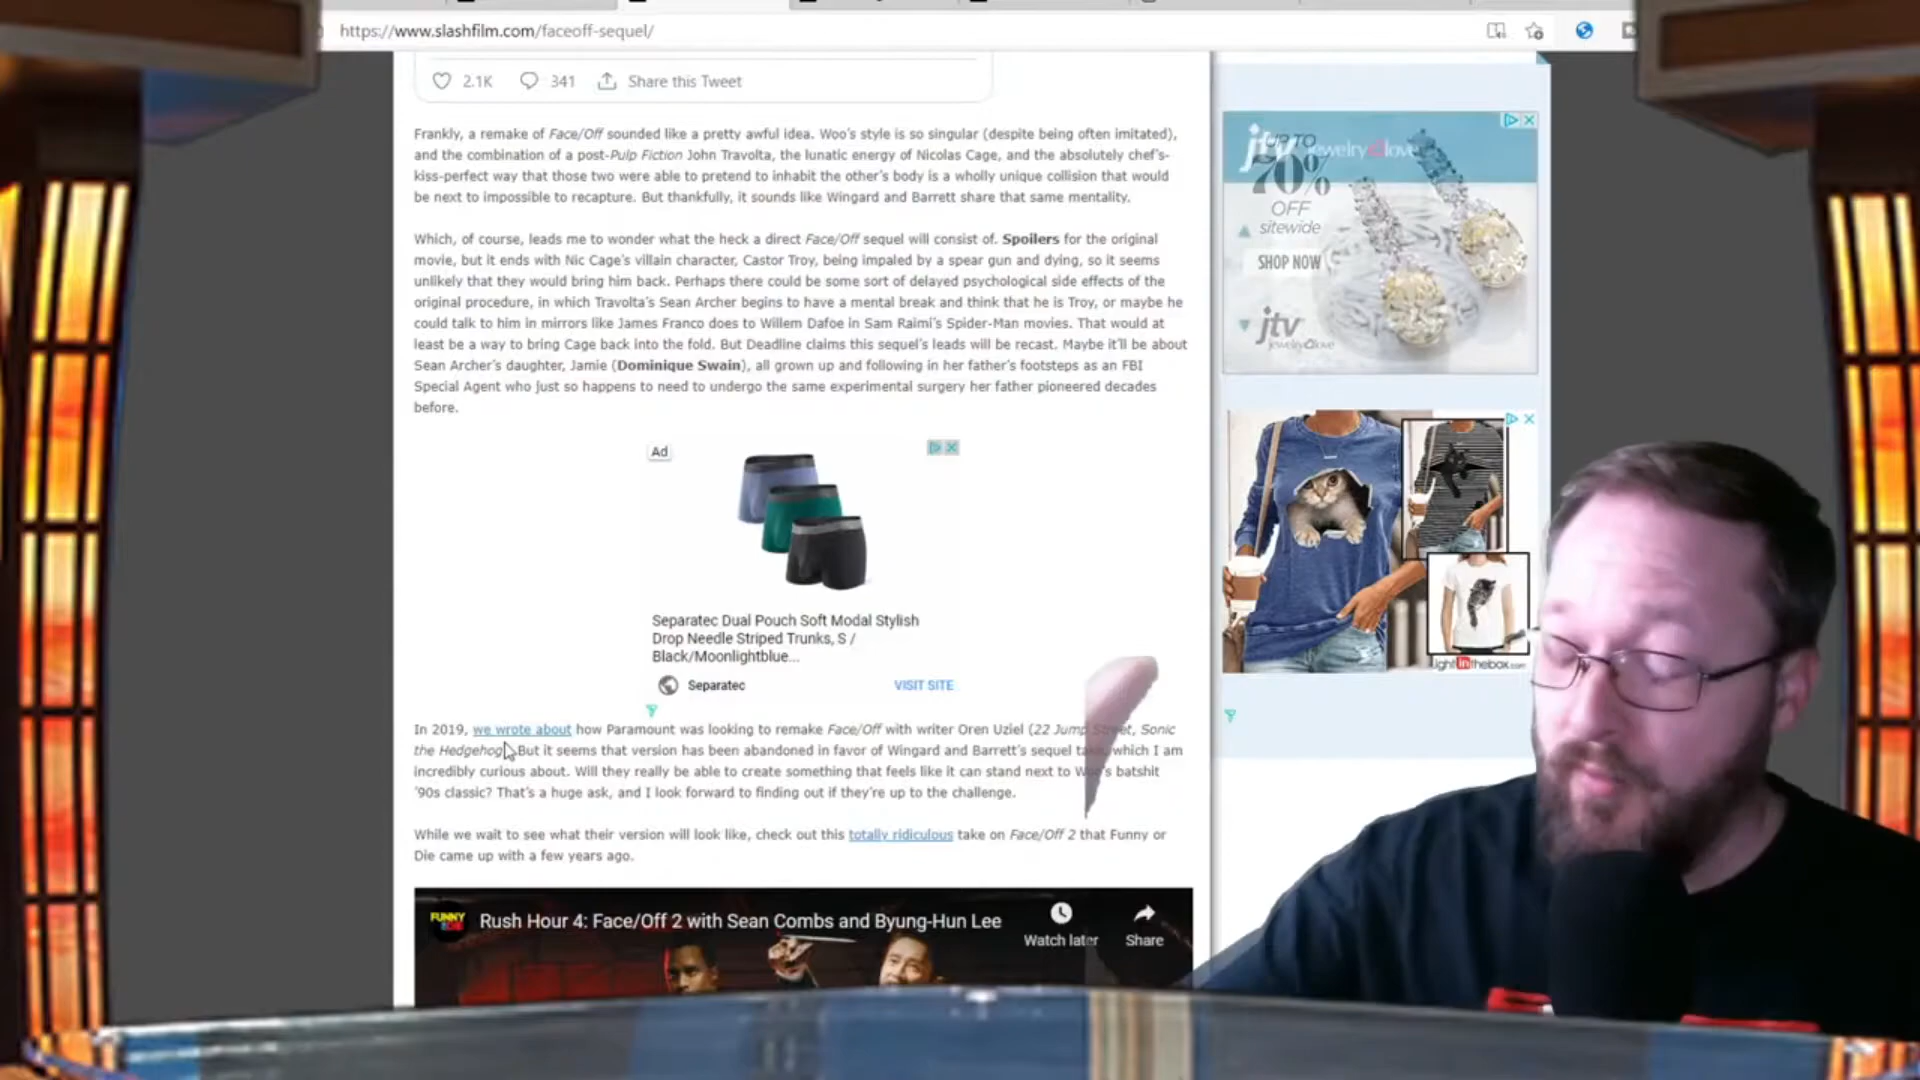 https://www.slashfilm.com/faceoff-sequel/
2.1K 341 Share this Tweet
Frankly, a remake of Face/Off sounded like a pretty awful idea. Woo's style is so singular (despite being often imitated),
and the combination of a post-Pulp Fiction John Travolta, the lunatic energy of Nicolas Cage, and the absolutely chef's-
kiss-perfect way that those two were able to pretend to inhabit the other's body is a wholly unique collision that would
be next to impossible to recapture. But thankfully, it sounds like Wingard and Barrett share that same mentality.
Which, of course, leads me to wonder what the heck a direct Face/Off sequel will consist of. Spoilers for the original
movie, but it ends with Nic Cage's villain character, Castor Troy, being impaled by a spear gun and dying, so it seems
unlikely that they would bring him back. Perhaps there could be some sort of delayed psychological side effects of the
original procedure, in which Travolta's Sean Archer begins to have a mental break and think that he is Troy, or maybe he
could talk to him in mirrors like James Franco does to Willem Dafoe in Sam Raimi's Spider-Man movies. That would at
least be a way to bring Cage back into the fold. But Deadline claims this sequel's leads will be recast. Maybe it'll be about
Sean Archer's daughter, Jamie (Dominique Swain), all grown up and following in her father's footsteps as an FBI
Special Agent who just so happens to need to undergo the same experimental surgery her father pioneered decades
before.
Ad
Separatec Dual Pouch Soft Modal Stylish
Drop Needle Striped Trunks, S /
Black/Moonlightblue...
Separatec VISIT SITE
In 2019, we wrote about how Paramount was looking to remake Face/Off with writer Oren Uziel (22 Jump Street, Sonic
the Hedgehog). But it seems that version has been abandoned in favor of Wingard and Barrett's sequel take, which I am
incredibly curious about. Will they really be able to create something that feels like it can stand next to Woo's batshit
'90s classic? That's a huge ask, and I look forward to finding out if they're up to the challenge.
While we wait to see what their version will look like, check out this totally ridiculous take on Face/Off 2 that Funny or
Die came up with a few years ago.
FUNNY
Rush Hour 4: Face/Off 2 with Sean Combs and Byung-Hun Lee
Watch later
Share
jtv jewelry love
UP TO
70%
OFF
sitewide
SHOP NOW
jtv
jewelry love
lightinthebox.com